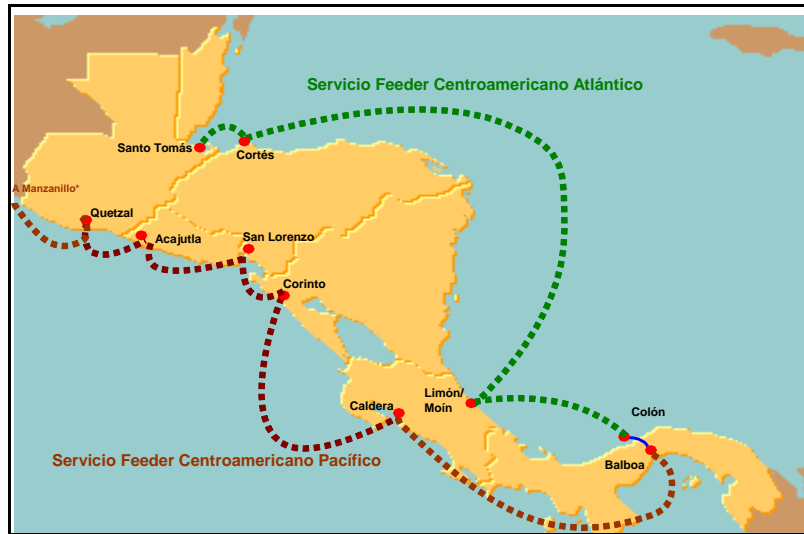 Servicio Feeder Centroamericano Atlántico
Santo Tomás
Cortés
A Manzanillo*
Quetzal
Acajutla
San Lorenzo
Corinto
Caldera
Limón/
Moín
Colón
Balboa
Servicio Feeder Centroamericano Pacífico